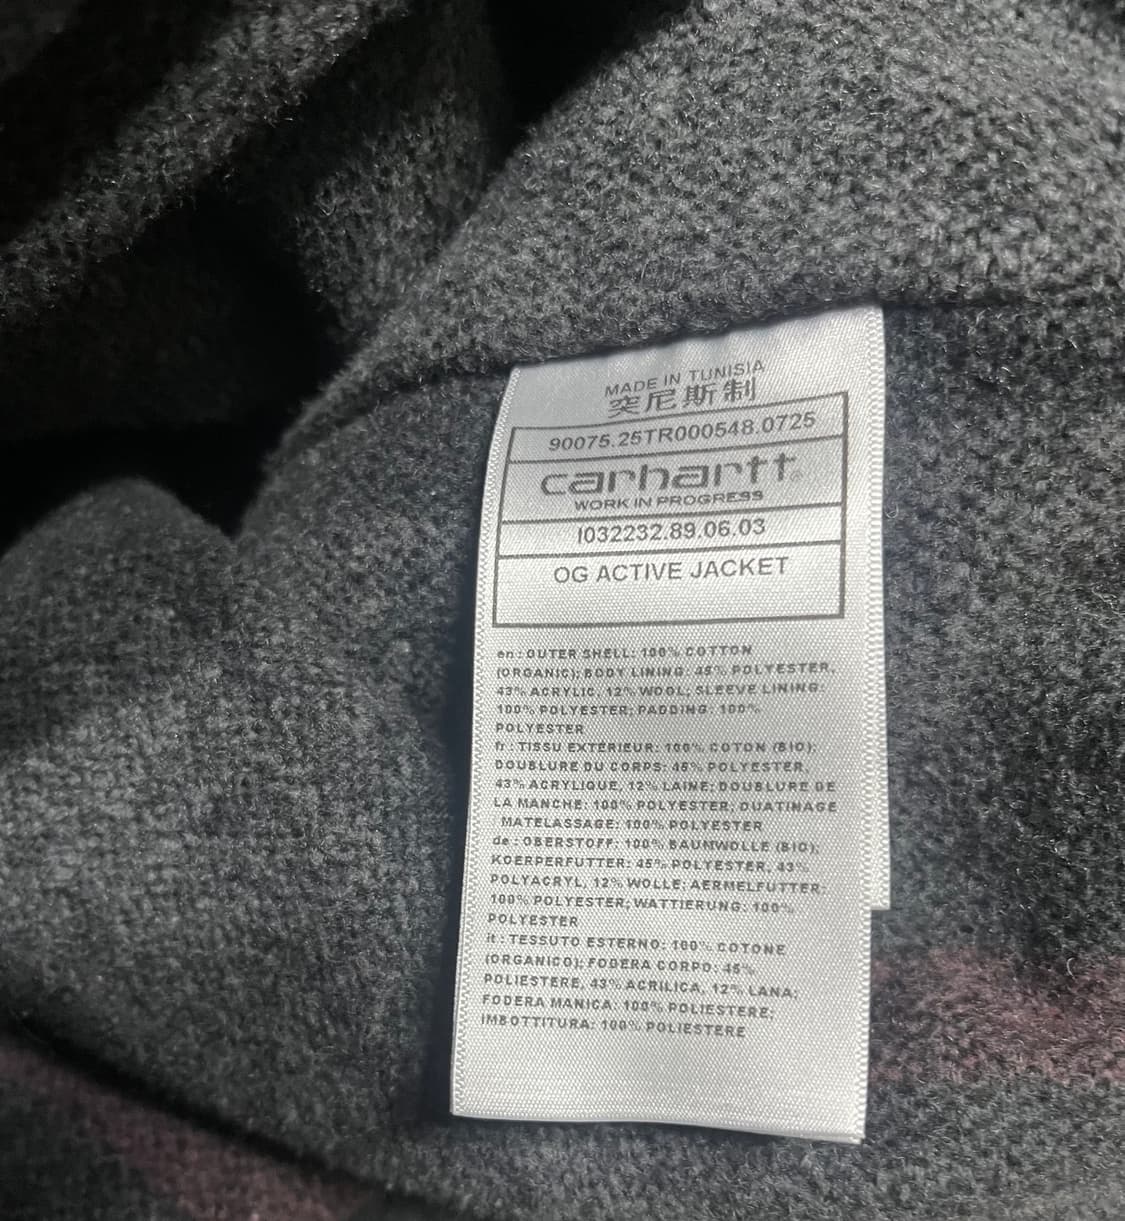 MADE IN TUNISIA
突尼斯制
90075.25TR000548.0725
carhartt®
WORK IN PROGRESS
I032232.89.06.03
OG ACTIVE JACKET
en : OUTER SHELL: 100% COTTON
(ORGANIC); BODY LINING: 45% POLYESTER,
43% ACRYLIC, 12% WOOL; SLEEVE LINING:
100% POLYESTER; PADDING: 100%
POLYESTER
fr : TISSU EXTERIEUR: 100% COTON (BIO);
DOUBLURE DU CORPS: 45% POLYESTER,
43% ACRYLIQUE, 12% LAINE; DOUBLURE DE
LA MANCHE: 100% POLYESTER; OUATINAGE
MATELASSAGE: 100% POLYESTER
de : OBERSTOFF: 100% BAUMWOLLE (BIO);
KOERPERFUTTER: 45% POLYESTER, 43%
POLYACRYL, 12% WOLLE; AERMELFUTTER:
100% POLYESTER; WATTIERUNG: 100%
POLYESTER
it : TESSUTO ESTERNO: 100% COTONE
(ORGANICO); FODERA CORPO: 45%
POLIESTERE, 43% ACRILICA, 12% LANA;
FODERA MANICA: 100% POLIESTERE;
IMBOTTITURA: 100% POLIESTERE